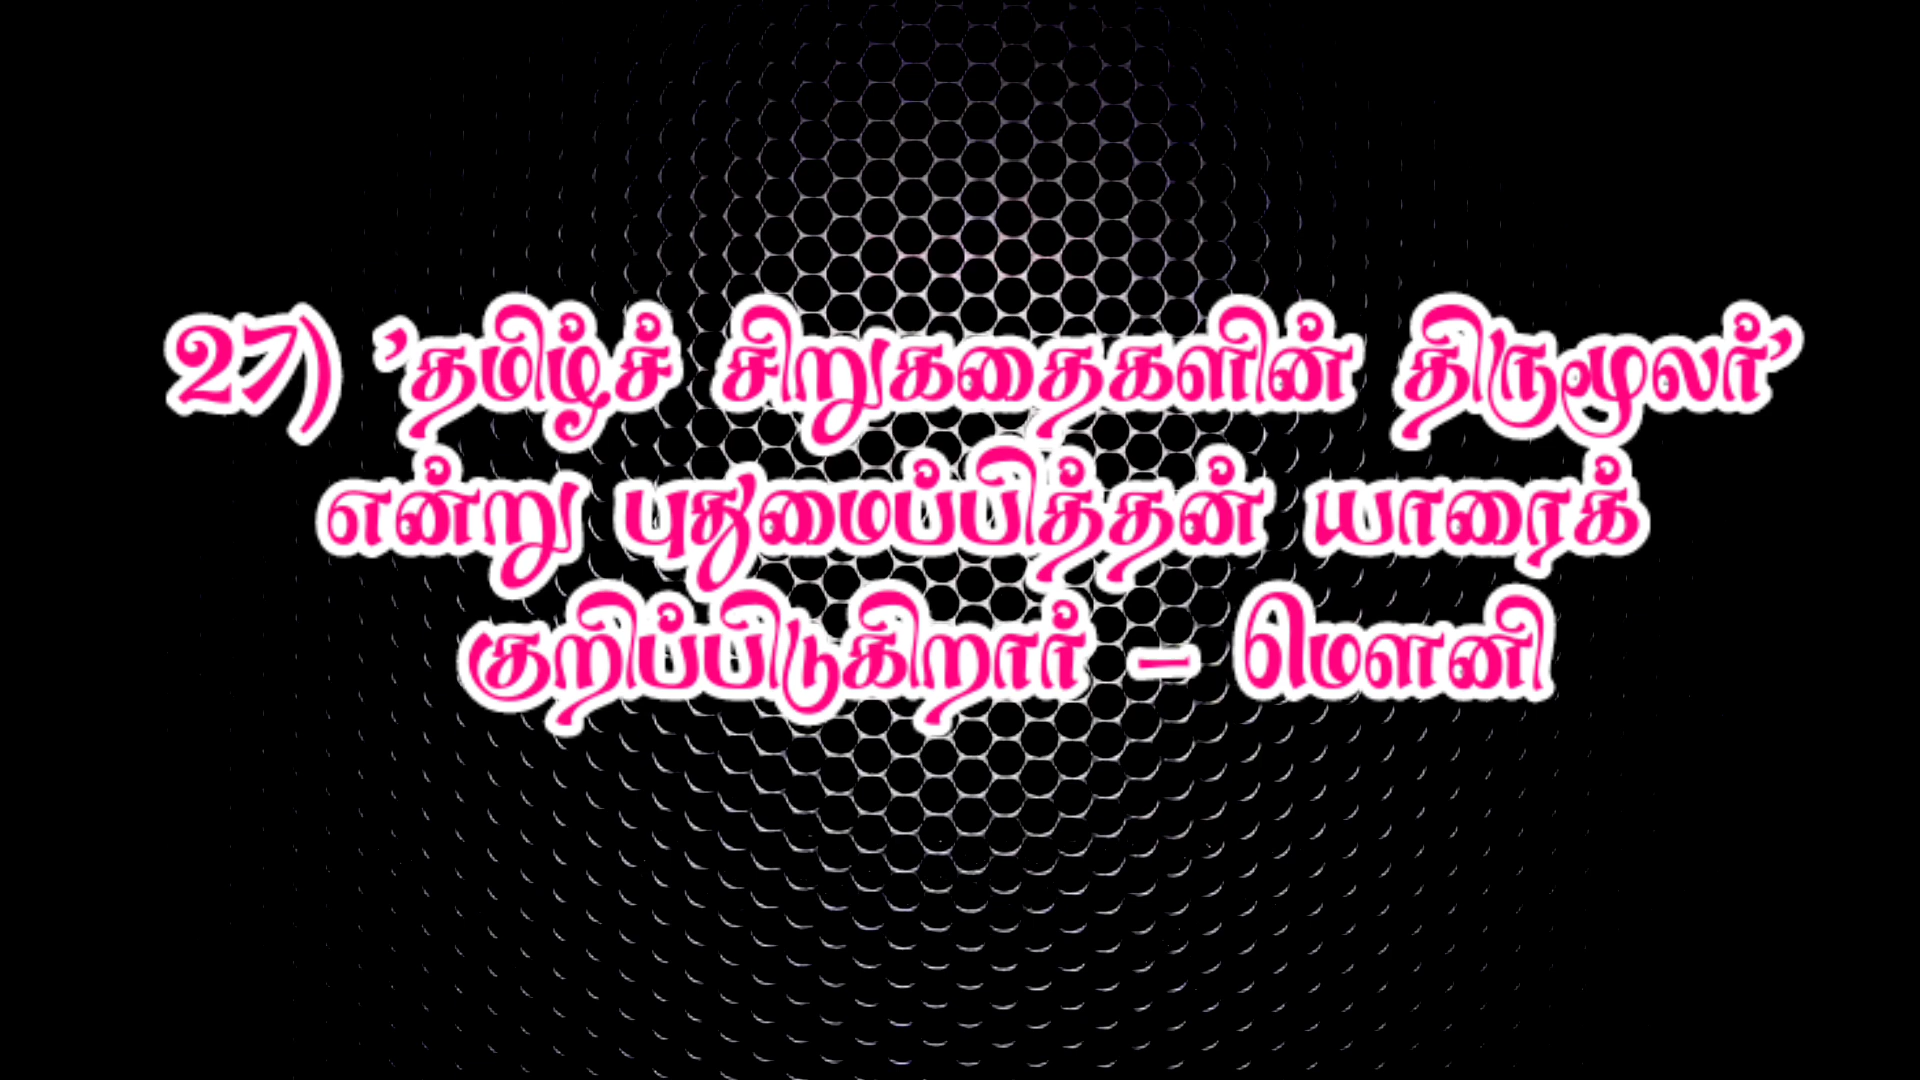 27) 'தமிழ்ச் சிறுகதைகளின் திருமூலர்'
என்று புதுமைப்பித்தன் யாரைக்
குறிப்பிடுகிறார் - மௌனி